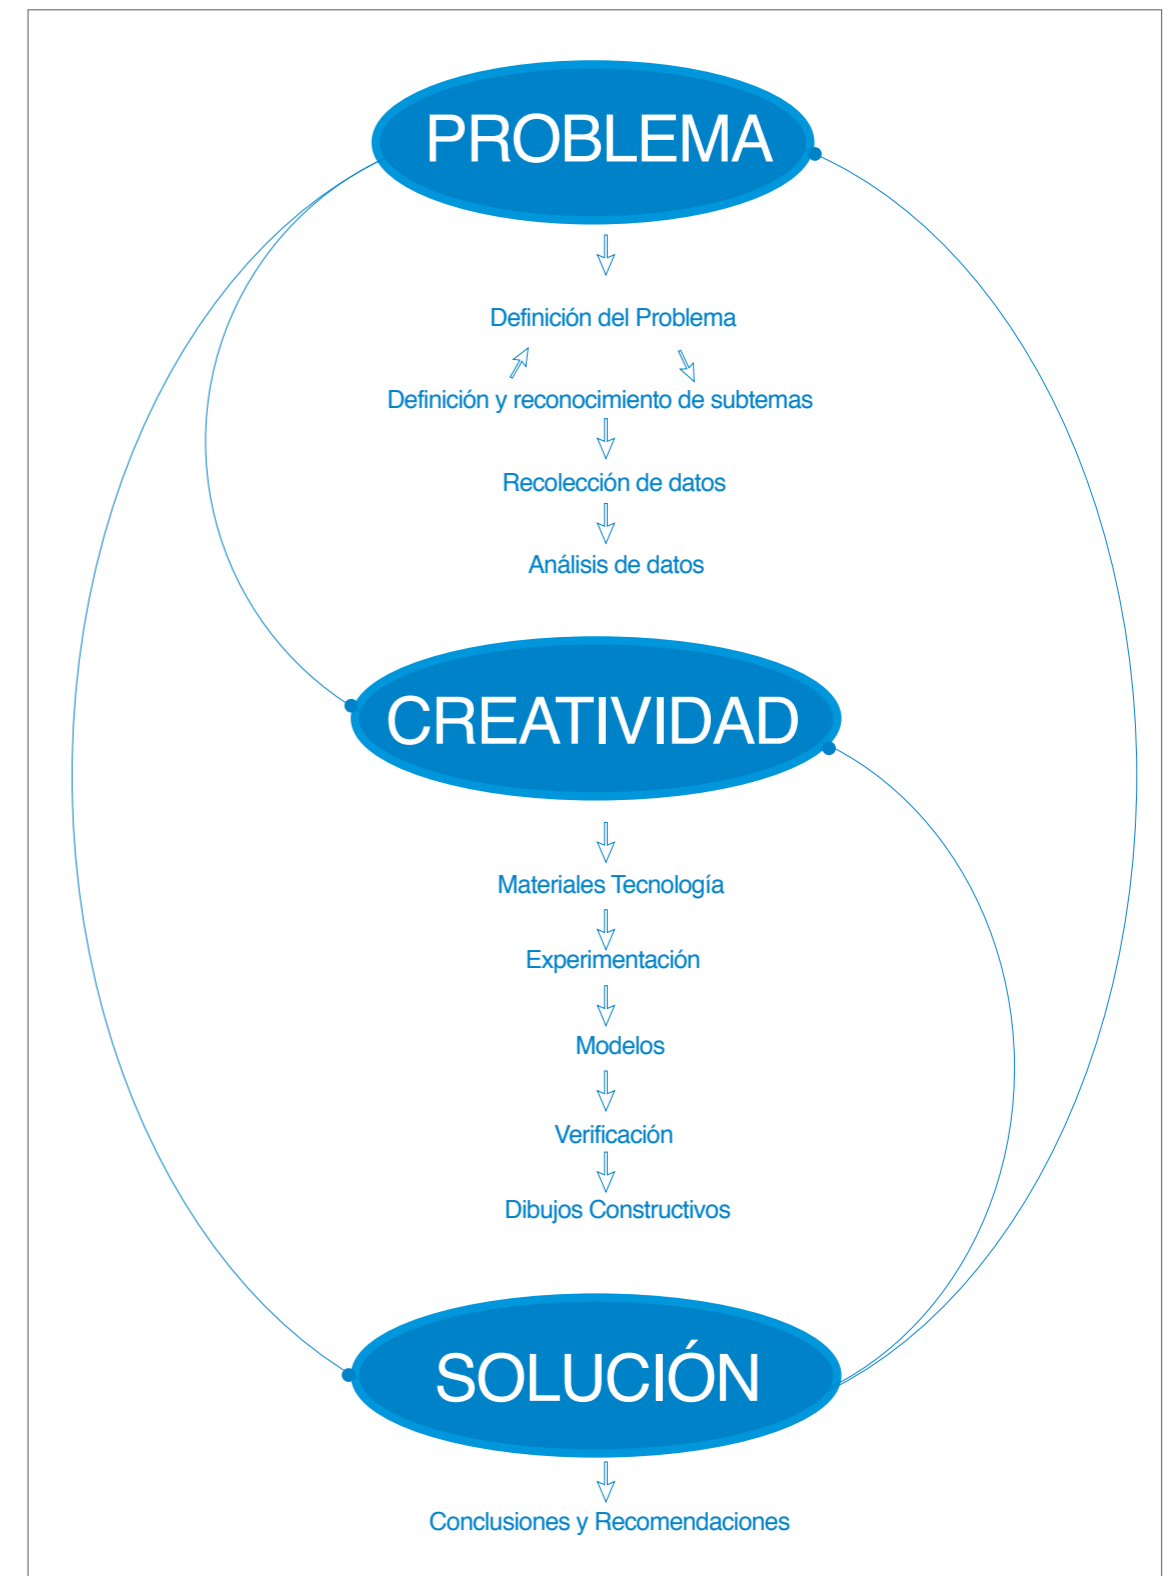 PROBLEMA
Definición del Problema
Definición y reconocimiento de subtemas
Recolección de datos
Análisis de datos
CREATIVIDAD
Materiales Tecnología
Experimentación
Modelos
Verificación
Dibujos Constructivos
SOLUCIÓN
Conclusiones y Recomendaciones